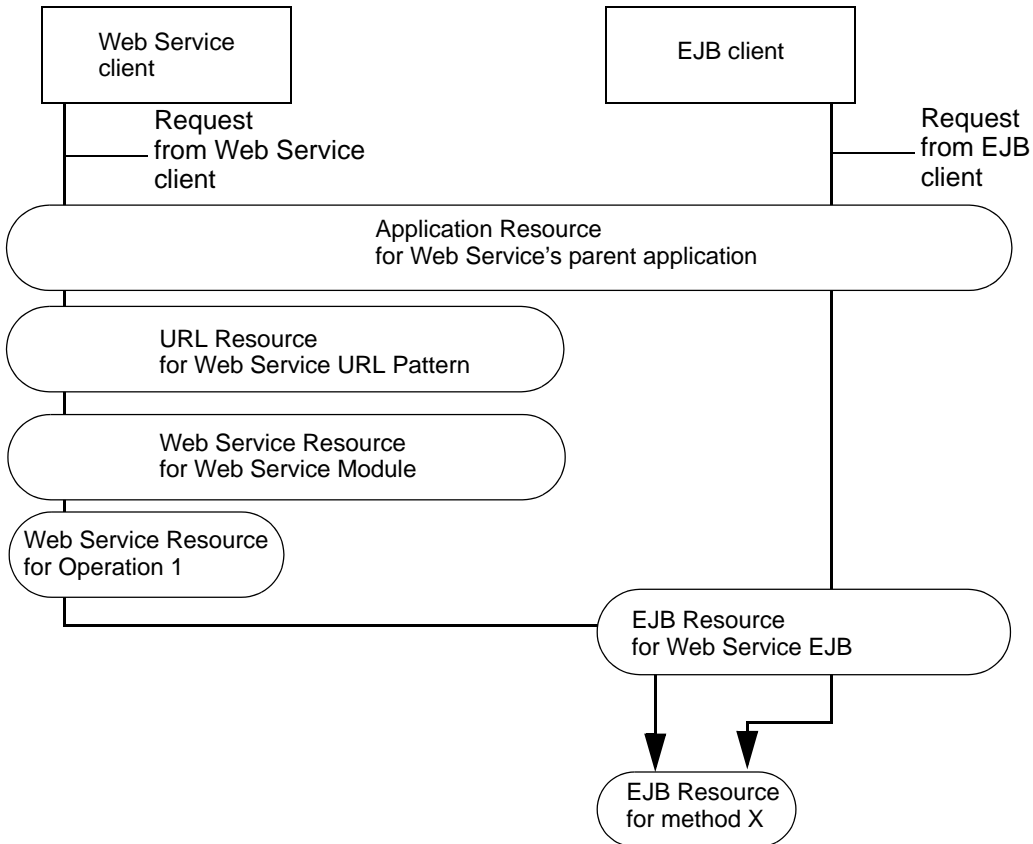 Web Service
client
EJB client
Request
from Web Service
client
Request
from EJB
client
Application Resource
for Web Service’s parent application
URL Resource
for Web Service URL Pattern
Web Service Resource
for Web Service Module
Web Service Resource
for Operation 1
EJB Resource
for Web Service EJB
EJB Resource
for method X